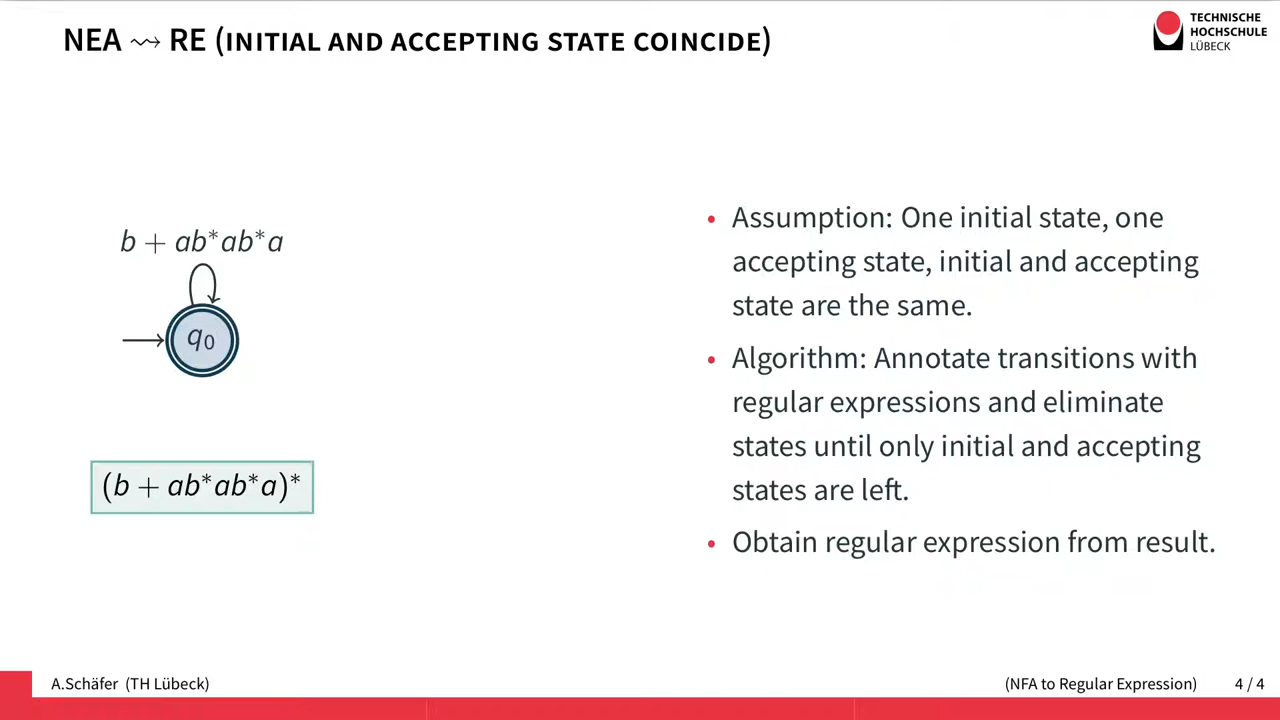 NEA ⇝ RE (INITIAL AND ACCEPTING STATE COINCIDE)
TECHNISCHE
HOCHSCHULE
LÜBECK
b + ab*ab*a
q₀
(b + ab*ab*a)*
• Assumption: One initial state, one
accepting state, initial and accepting
state are the same.
• Algorithm: Annotate transitions with
regular expressions and eliminate
states until only initial and accepting
states are left.
• Obtain regular expression from result.
A.Schäfer (TH Lübeck)
(NFA to Regular Expression)
4 / 4